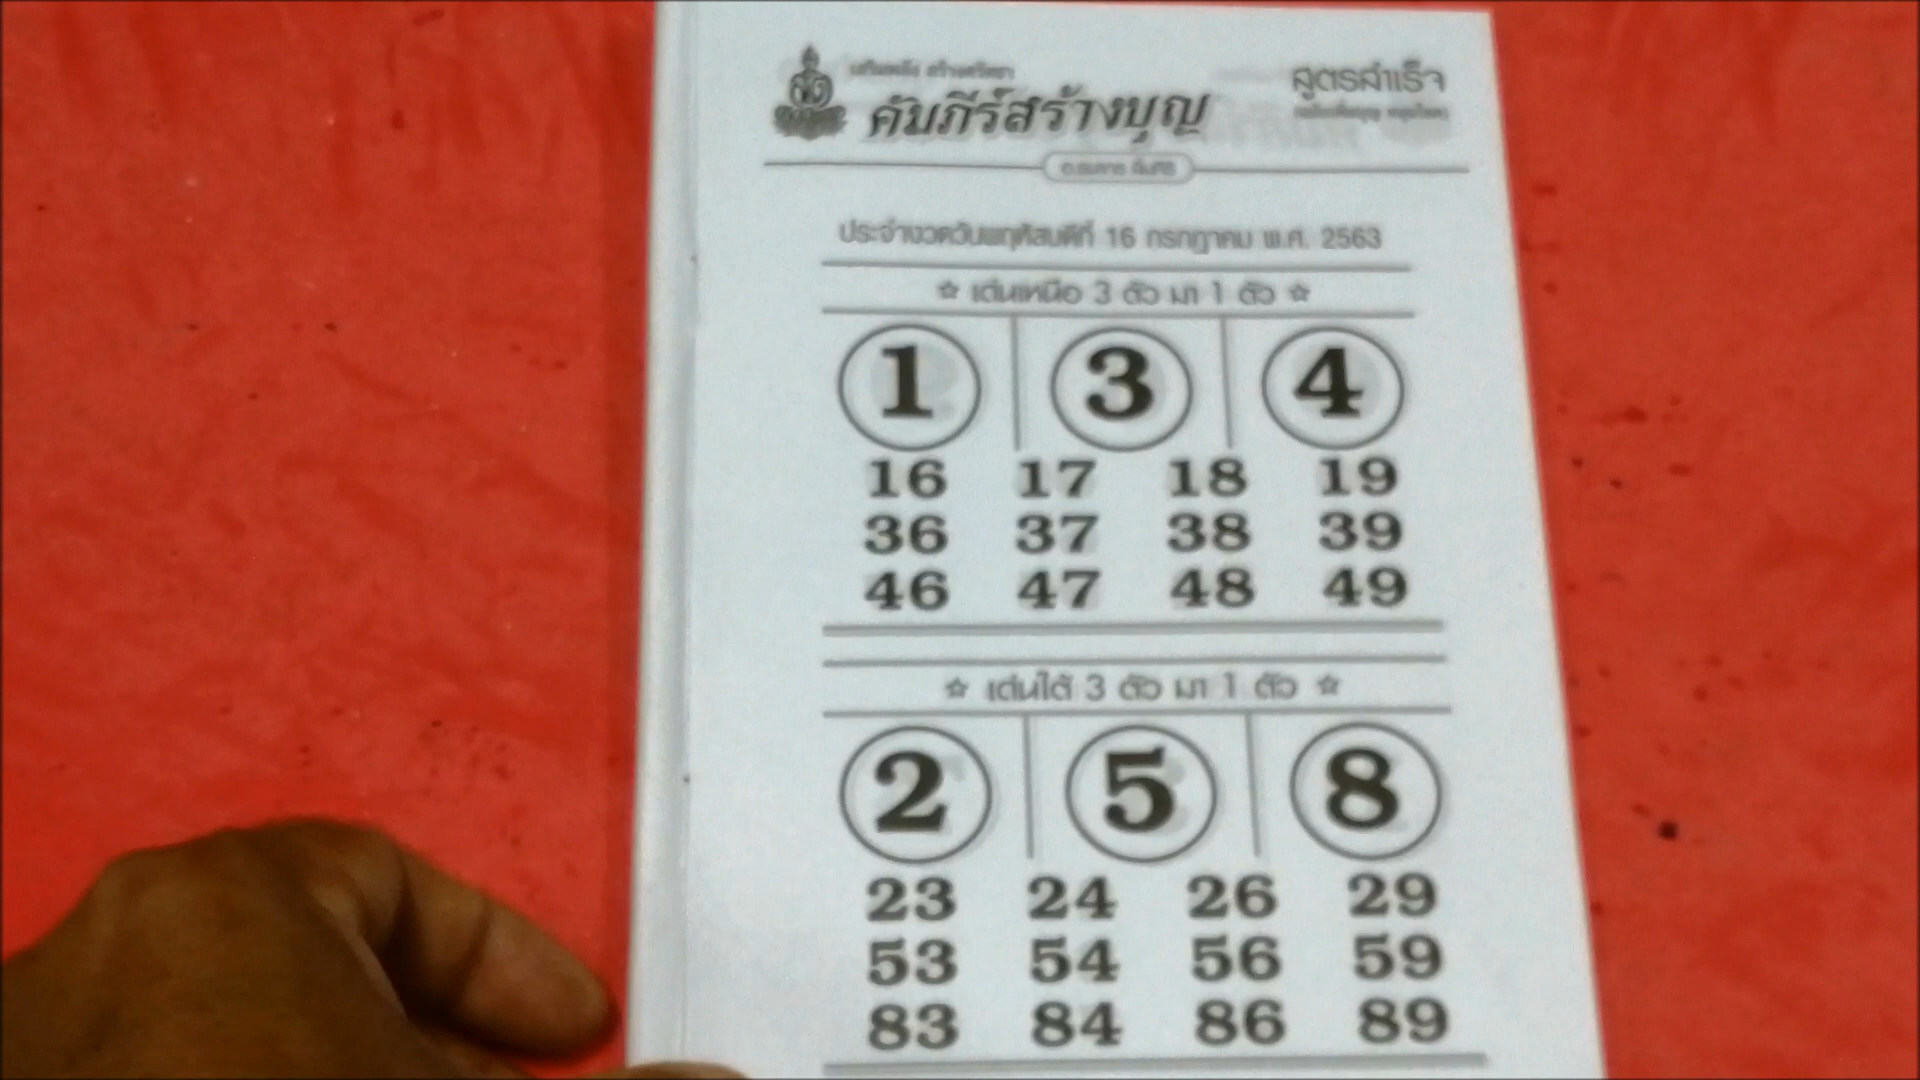 คัมภีร์สร้างบุญ
สูตรสำเร็จ
ประจำงวดวันพฤหัสบดีที่ 16 กรกฎาคม พ.ศ. 2563
☆ เด่นเหนือ 3 ตัว มา 1 ตัว ☆
1 3 4
16 17 18 19
36 37 38 39
46 47 48 49
☆ เด่นใต้ 3 ตัว มา 1 ตัว ☆
2 5 8
23 24 26 29
53 54 56 59
83 84 86 89